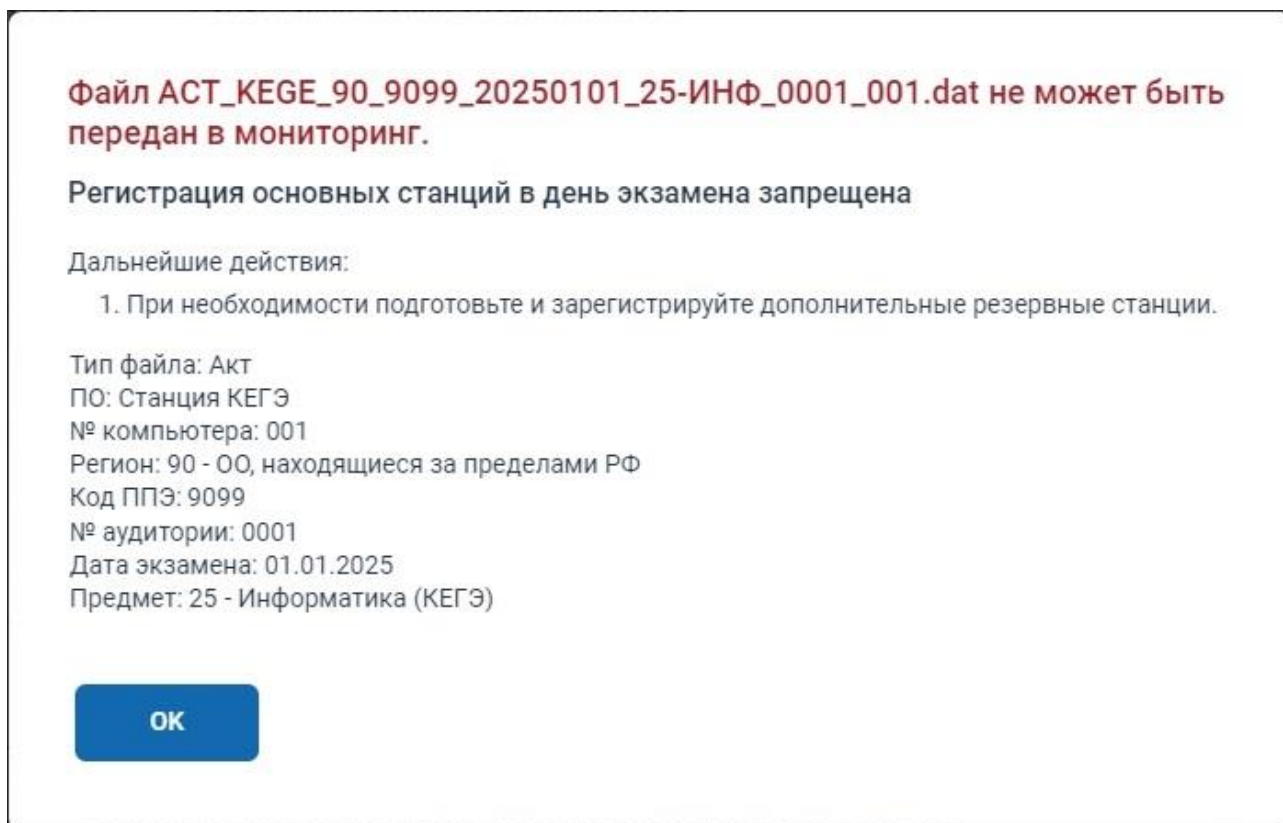 Файл ACT_KEGE_90_9099_20250101_25-ИНФ_0001_001.dat не может быть
передан в мониторинг.
Регистрация основных станций в день экзамена запрещена
Дальнейшие действия:
1. При необходимости подготовьте и зарегистрируйте дополнительные резервные станции.
Тип файла: Акт
ПО: Станция КЕГЭ
№ компьютера: 001
Регион: 90 - ОО, находящиеся за пределами РФ
Код ППЭ: 9099
№ аудитории: 0001
Дата экзамена: 01.01.2025
Предмет: 25 - Информатика (КЕГЭ)
ОК